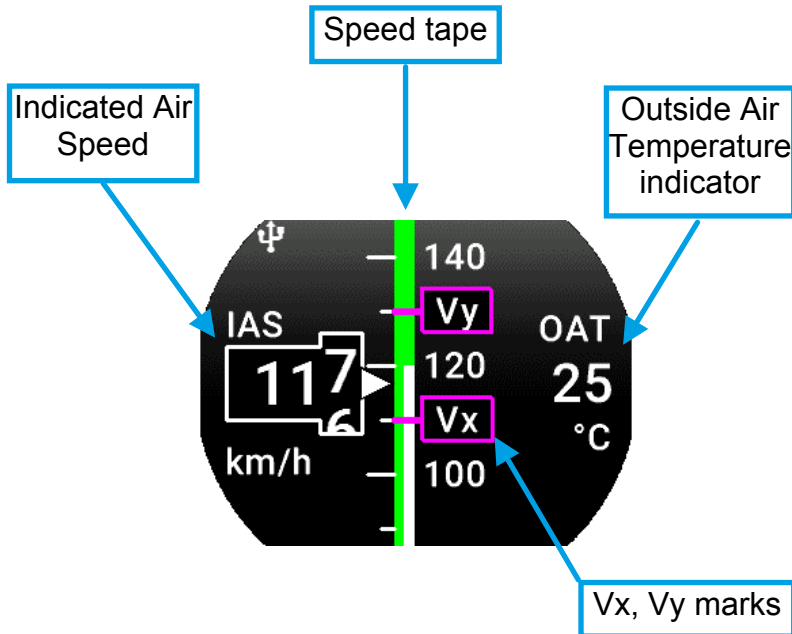 Speed tape
Indicated Air
Speed
Outside Air
Temperature
indicator
140
Vy
IAS
OAT
117
6
120
25
Vx
°C
km/h
100
Vx, Vy marks